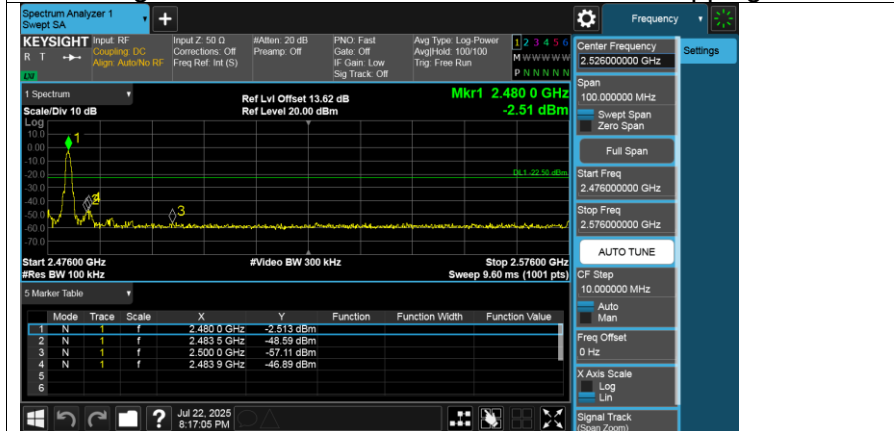 Spectrum Analyzer 1
Swept SA
+
Frequency
KEYSIGHT
R T
Input: RF
Coupling: DC
Align: Auto/No RF
Input Z: 50 Ω
Corrections: Off
Freq Ref: Int (S)
#Atten: 20 dB
Preamp: Off
PNO: Fast
Gate: Off
IF Gain: Low
Sig Track: Off
Avg Type: Log-Power
Avg|Hold: 100/100
Trig: Free Run
1 2 3 4 5 6
M W W W W W
P N N N N N
1 Spectrum
Scale/Div 10 dB
Log
Ref Lvl Offset 13.62 dB
Ref Level 20.00 dBm
Mkr1 2.480 0 GHz
-2.51 dBm
10.0
0.00
-10.0
-20.0
-30.0
-40.0
-50.0
-60.0
-70.0
1
3
DL1 -22.50 dBm
Start 2.47600 GHz
#Res BW 100 kHz
#Video BW 300 kHz
Stop 2.57600 GHz
Sweep 9.60 ms (1001 pts)
5 Marker Table
Mode Trace Scale X Y Function Function Width Function Value
1 N 1 f 2.480 0 GHz -2.513 dBm
2 N 1 f 2.483 5 GHz -48.59 dBm
3 N 1 f 2.500 0 GHz -57.11 dBm
4 N 1 f 2.483 9 GHz -46.89 dBm
5
6
?
Jul 22, 2025
8:17:05 PM
Center Frequency
2.526000000 GHz
Settings
Span
100.000000 MHz
Swept Span
Zero Span
Full Span
Start Freq
2.476000000 GHz
Stop Freq
2.576000000 GHz
AUTO TUNE
CF Step
10.000000 MHz
Auto
Man
Freq Offset
0 Hz
X Axis Scale
Log
Lin
Signal Track
(Span Zoom)